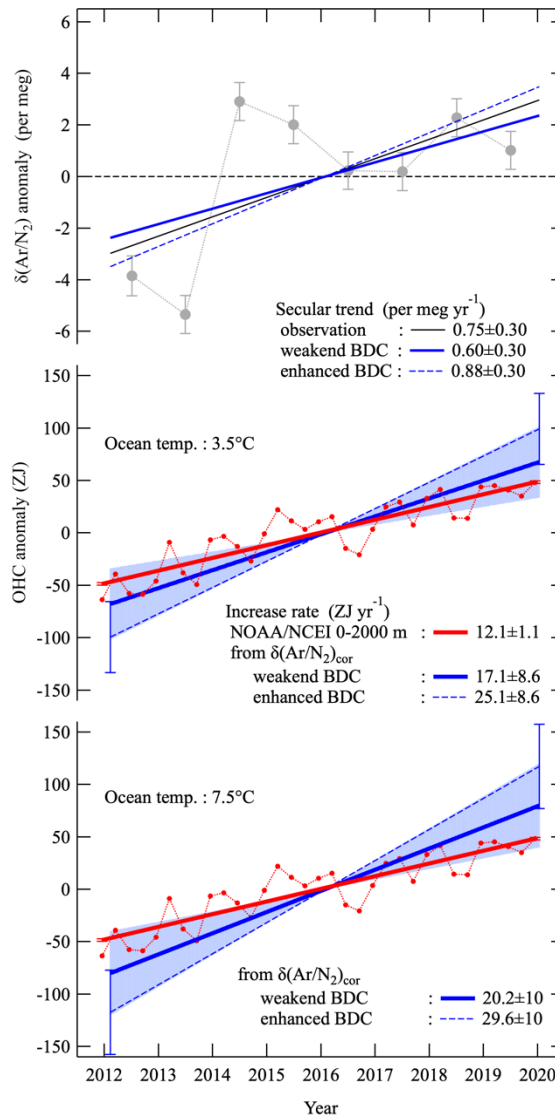 6
4
2
0
-2
-4
-6
δ(Ar/N2) anomaly (per meg)
Secular trend (per meg yr-1)
observation : 0.75±0.30
weakend BDC : 0.60±0.30
enhanced BDC : 0.88±0.30
150
100
50
0
-50
-100
-150
OHC anomaly (ZJ)
Ocean temp. : 3.5°C
Increase rate (ZJ yr-1)
NOAA/NCEI 0-2000 m : 12.1±1.1
from δ(Ar/N2)cor
weakend BDC : 17.1±8.6
enhanced BDC : 25.1±8.6
150
100
50
0
-50
-100
-150
Ocean temp. : 7.5°C
from δ(Ar/N2)cor
weakend BDC : 20.2±10
enhanced BDC : 29.6±10
2012 2013 2014 2015 2016 2017 2018 2019 2020
Year